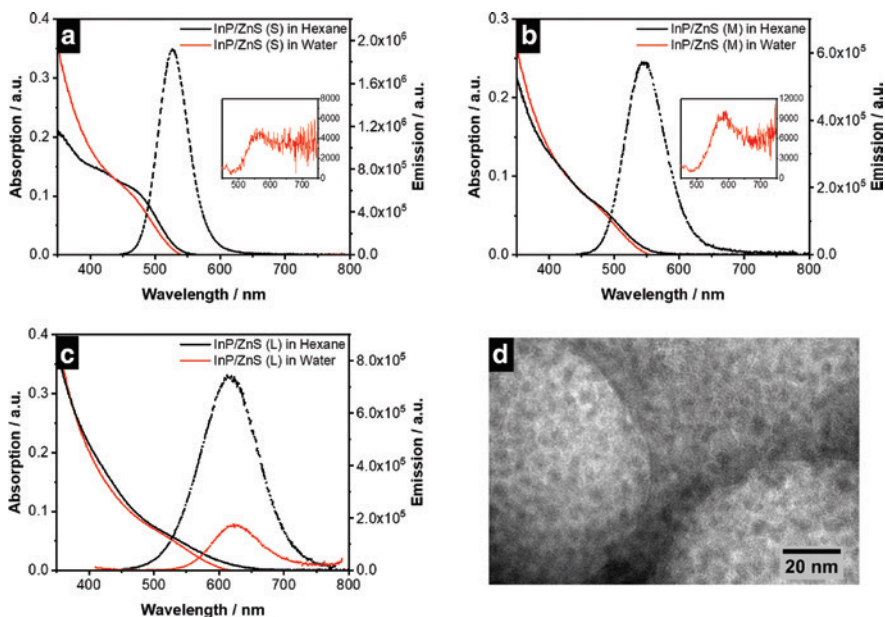 a
InP/ZnS (S) in Hexane
InP/ZnS (S) in Water
0.4
0.3
0.2
0.1
0.0
Absorption / a.u.
400 500 600 700 800
Wavelength / nm
2.0x10⁶
1.6x10⁶
1.2x10⁶
8.0x10⁵
4.0x10⁵
0.0
Emission / a.u.
8000
6000
4000
2000
0
500 600 700
b
InP/ZnS (M) in Hexane
InP/ZnS (M) in Water
0.3
0.2
0.1
0.0
Absorption / a.u.
400 500 600 700 800
Wavelength / nm
6.0x10⁵
4.0x10⁵
2.0x10⁵
0.0
Emission / a.u.
12000
9000
6000
3000
0
500 600 700
c
InP/ZnS (L) in Hexane
InP/ZnS (L) in Water
0.4
0.3
0.2
0.1
0.0
Absorption / a.u.
400 500 600 700 800
Wavelength / nm
8.0x10⁵
6.0x10⁵
4.0x10⁵
2.0x10⁵
0.0
Emission / a.u.
d
20 nm